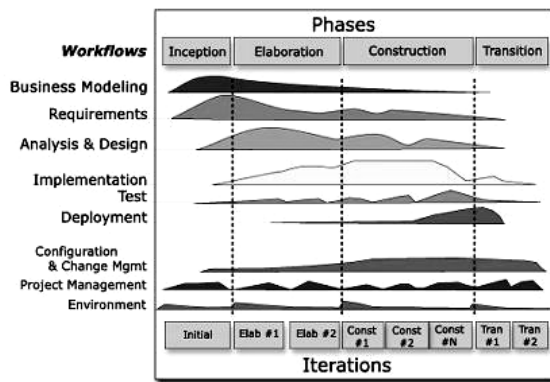 Phases
Workflows
Inception Elaboration Construction Transition
Business Modeling
Requirements
Analysis & Design
Implementation
Test
Deployment
Configuration
& Change Mgmt
Project Management
Environment
Initial Elab #1 Elab #2 Const #1 Const #2 Const #N Tran #1 Tran #2
Iterations